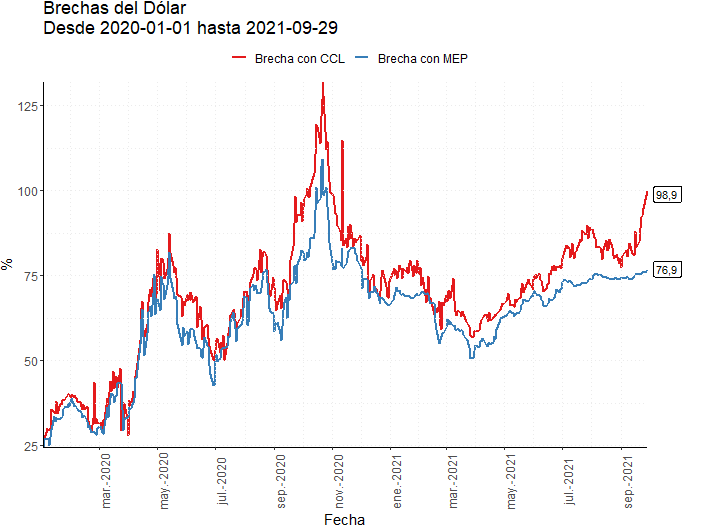 Brechas del Dólar
Desde 2020-01-01 hasta 2021-09-29
Brecha con CCL
Brecha con MEP
%
125
100
75
50
25
98,9
76,9
mar.-2020
may.-2020
jul.-2020
sep.-2020
nov.-2020
ene.-2021
mar.-2021
may.-2021
jul.-2021
sep.-2021
Fecha